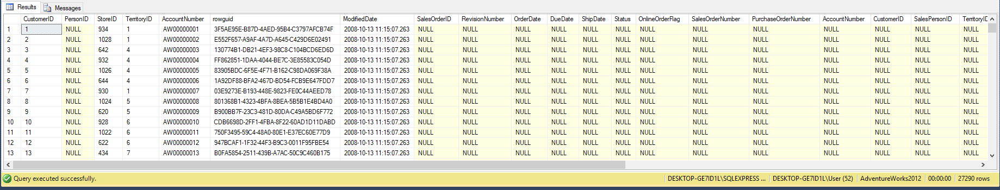 Results Messages
CustomerID PersonID StoreID TerritoryID AccountNumber rowguid ModifiedDate SalesOrderID RevisionNumber OrderDate DueDate ShipDate Status OnlineOrderFlag SalesOrderNumber PurchaseOrderNumber AccountNumber CustomerID SalesPersonID TerritoryID
1 1 NULL 934 1 AW00000001 3F5AE95E-B87D-4AED-95B4-C3797AFCB74F 2008-10-13 11:15:07.263 NULL NULL NULL NULL NULL NULL NULL NULL NULL NULL NULL NULL NULL
2 2 NULL 1028 1 AW00000002 E552F657-A9AF-4A7D-A645-C429D6E02491 2008-10-13 11:15:07.263 NULL NULL NULL NULL NULL NULL NULL NULL NULL NULL NULL NULL NULL
3 3 NULL 642 4 AW00000003 130774B1-DB21-4EF3-98C8-C104BCD6ED6D 2008-10-13 11:15:07.263 NULL NULL NULL NULL NULL NULL NULL NULL NULL NULL NULL NULL NULL
4 4 NULL 932 4 AW00000004 FF862851-1DAA-4044-BE7C-3E85583C054D 2008-10-13 11:15:07.263 NULL NULL NULL NULL NULL NULL NULL NULL NULL NULL NULL NULL NULL
5 5 NULL 1026 4 AW00000005 83905BDC-6F5E-4F71-B162-C98DA069F38A 2008-10-13 11:15:07.263 NULL NULL NULL NULL NULL NULL NULL NULL NULL NULL NULL NULL NULL
6 6 NULL 644 4 AW00000006 1A92DF88-BFA2-467D-BD54-FCB9E647FDD7 2008-10-13 11:15:07.263 NULL NULL NULL NULL NULL NULL NULL NULL NULL NULL NULL NULL NULL
7 7 NULL 930 1 AW00000007 03E9273E-B193-448E-9823-FE0C44AEED78 2008-10-13 11:15:07.263 NULL NULL NULL NULL NULL NULL NULL NULL NULL NULL NULL NULL NULL
8 8 NULL 1024 5 AW00000008 801368B1-4323-4BFA-8BEA-5B5B1E4BD4A0 2008-10-13 11:15:07.263 NULL NULL NULL NULL NULL NULL NULL NULL NULL NULL NULL NULL NULL
9 9 NULL 620 5 AW00000009 B900BB7F-23C3-481D-80DA-C49A5BD6F772 2008-10-13 11:15:07.263 NULL NULL NULL NULL NULL NULL NULL NULL NULL NULL NULL NULL NULL
10 10 NULL 928 6 AW00000010 CDB6698D-2FF1-4FBA-8F22-60AD1D11DABD 2008-10-13 11:15:07.263 NULL NULL NULL NULL NULL NULL NULL NULL NULL NULL NULL NULL NULL
11 11 NULL 1022 6 AW00000011 750F3495-59C4-48A0-80E1-E37EC60E77D9 2008-10-13 11:15:07.263 NULL NULL NULL NULL NULL NULL NULL NULL NULL NULL NULL NULL NULL
12 12 NULL 622 6 AW00000012 947BCAF1-1F32-44F3-B9C3-0011F95FBE54 2008-10-13 11:15:07.263 NULL NULL NULL NULL NULL NULL NULL NULL NULL NULL NULL NULL NULL
13 13 NULL 434 7 AW00000013 B0FA5854-2511-439B-A7AC-50C9C460B175 2008-10-13 11:15:07.263 NULL NULL NULL NULL NULL NULL NULL NULL NULL NULL NULL NULL NULL
Query executed successfully. DESKTOP-GE7ID1L\SQLEXPRESS ... DESKTOP-GE7ID1L\User (52) AdventureWorks2012 00:00:00 27290 rows